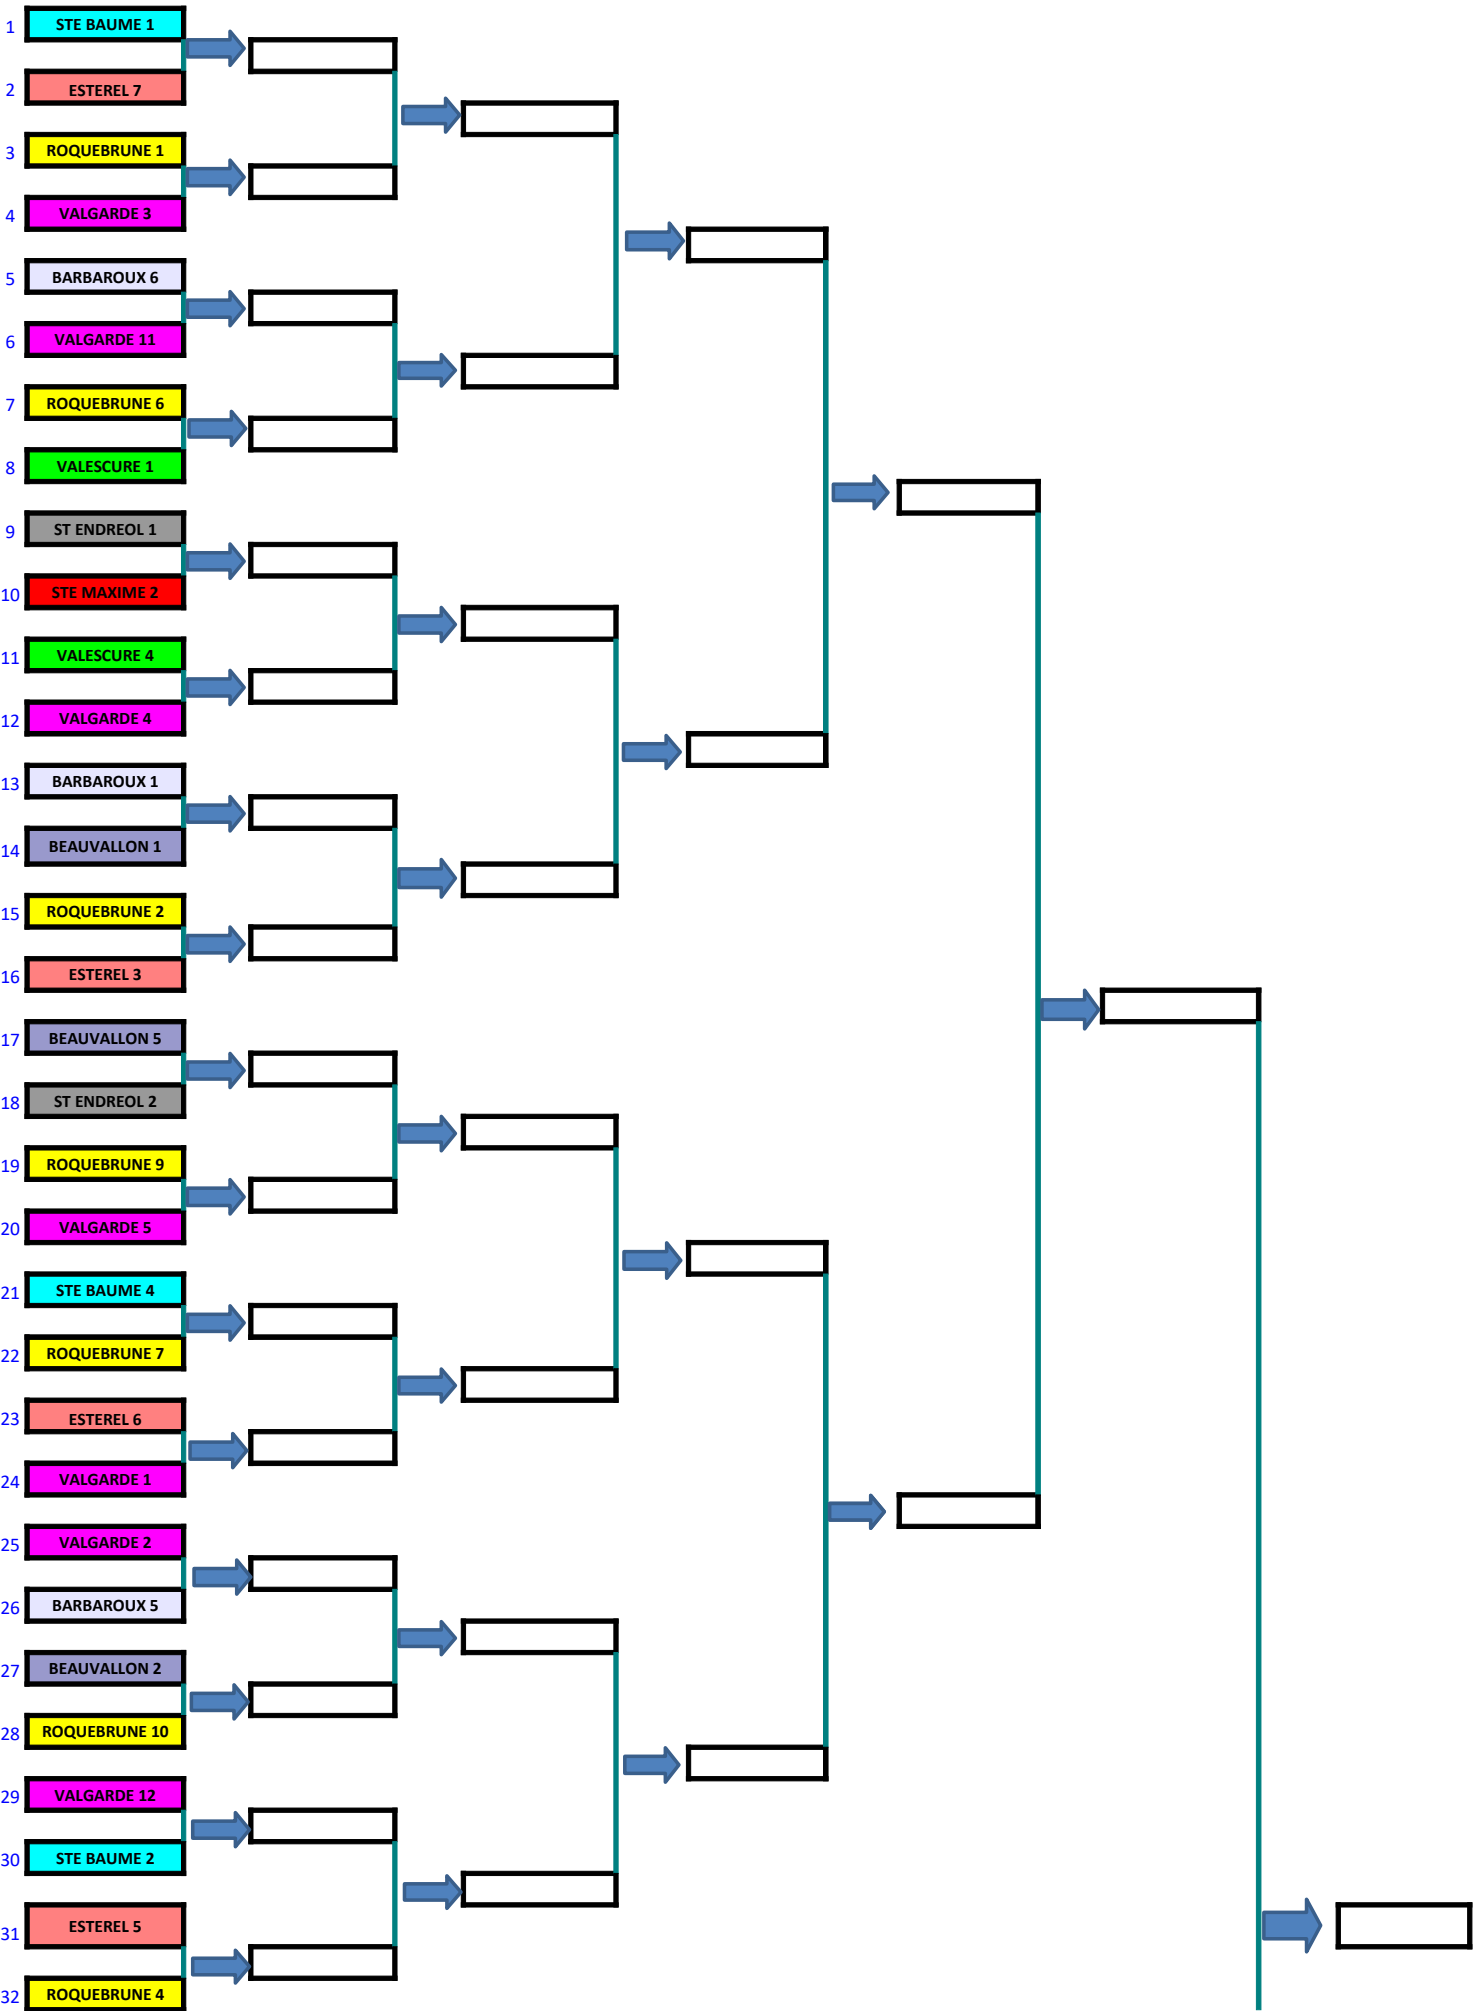 1 STE BAUME 1
2 ESTEREL 7
3 ROQUEBRUNE 1
4 VALGARDE 3
5 BARBAROUX 6
6 VALGARDE 11
7 ROQUEBRUNE 6
8 VALESCURE 1
9 ST ENDREOL 1
10 STE MAXIME 2
11 VALESCURE 4
12 VALGARDE 4
13 BARBAROUX 1
14 BEAUVALLON 1
15 ROQUEBRUNE 2
16 ESTEREL 3
17 BEAUVALLON 5
18 ST ENDREOL 2
19 ROQUEBRUNE 9
20 VALGARDE 5
21 STE BAUME 4
22 ROQUEBRUNE 7
23 ESTEREL 6
24 VALGARDE 1
25 VALGARDE 2
26 BARBAROUX 5
27 BEAUVALLON 2
28 ROQUEBRUNE 10
29 VALGARDE 12
30 STE BAUME 2
31 ESTEREL 5
32 ROQUEBRUNE 4